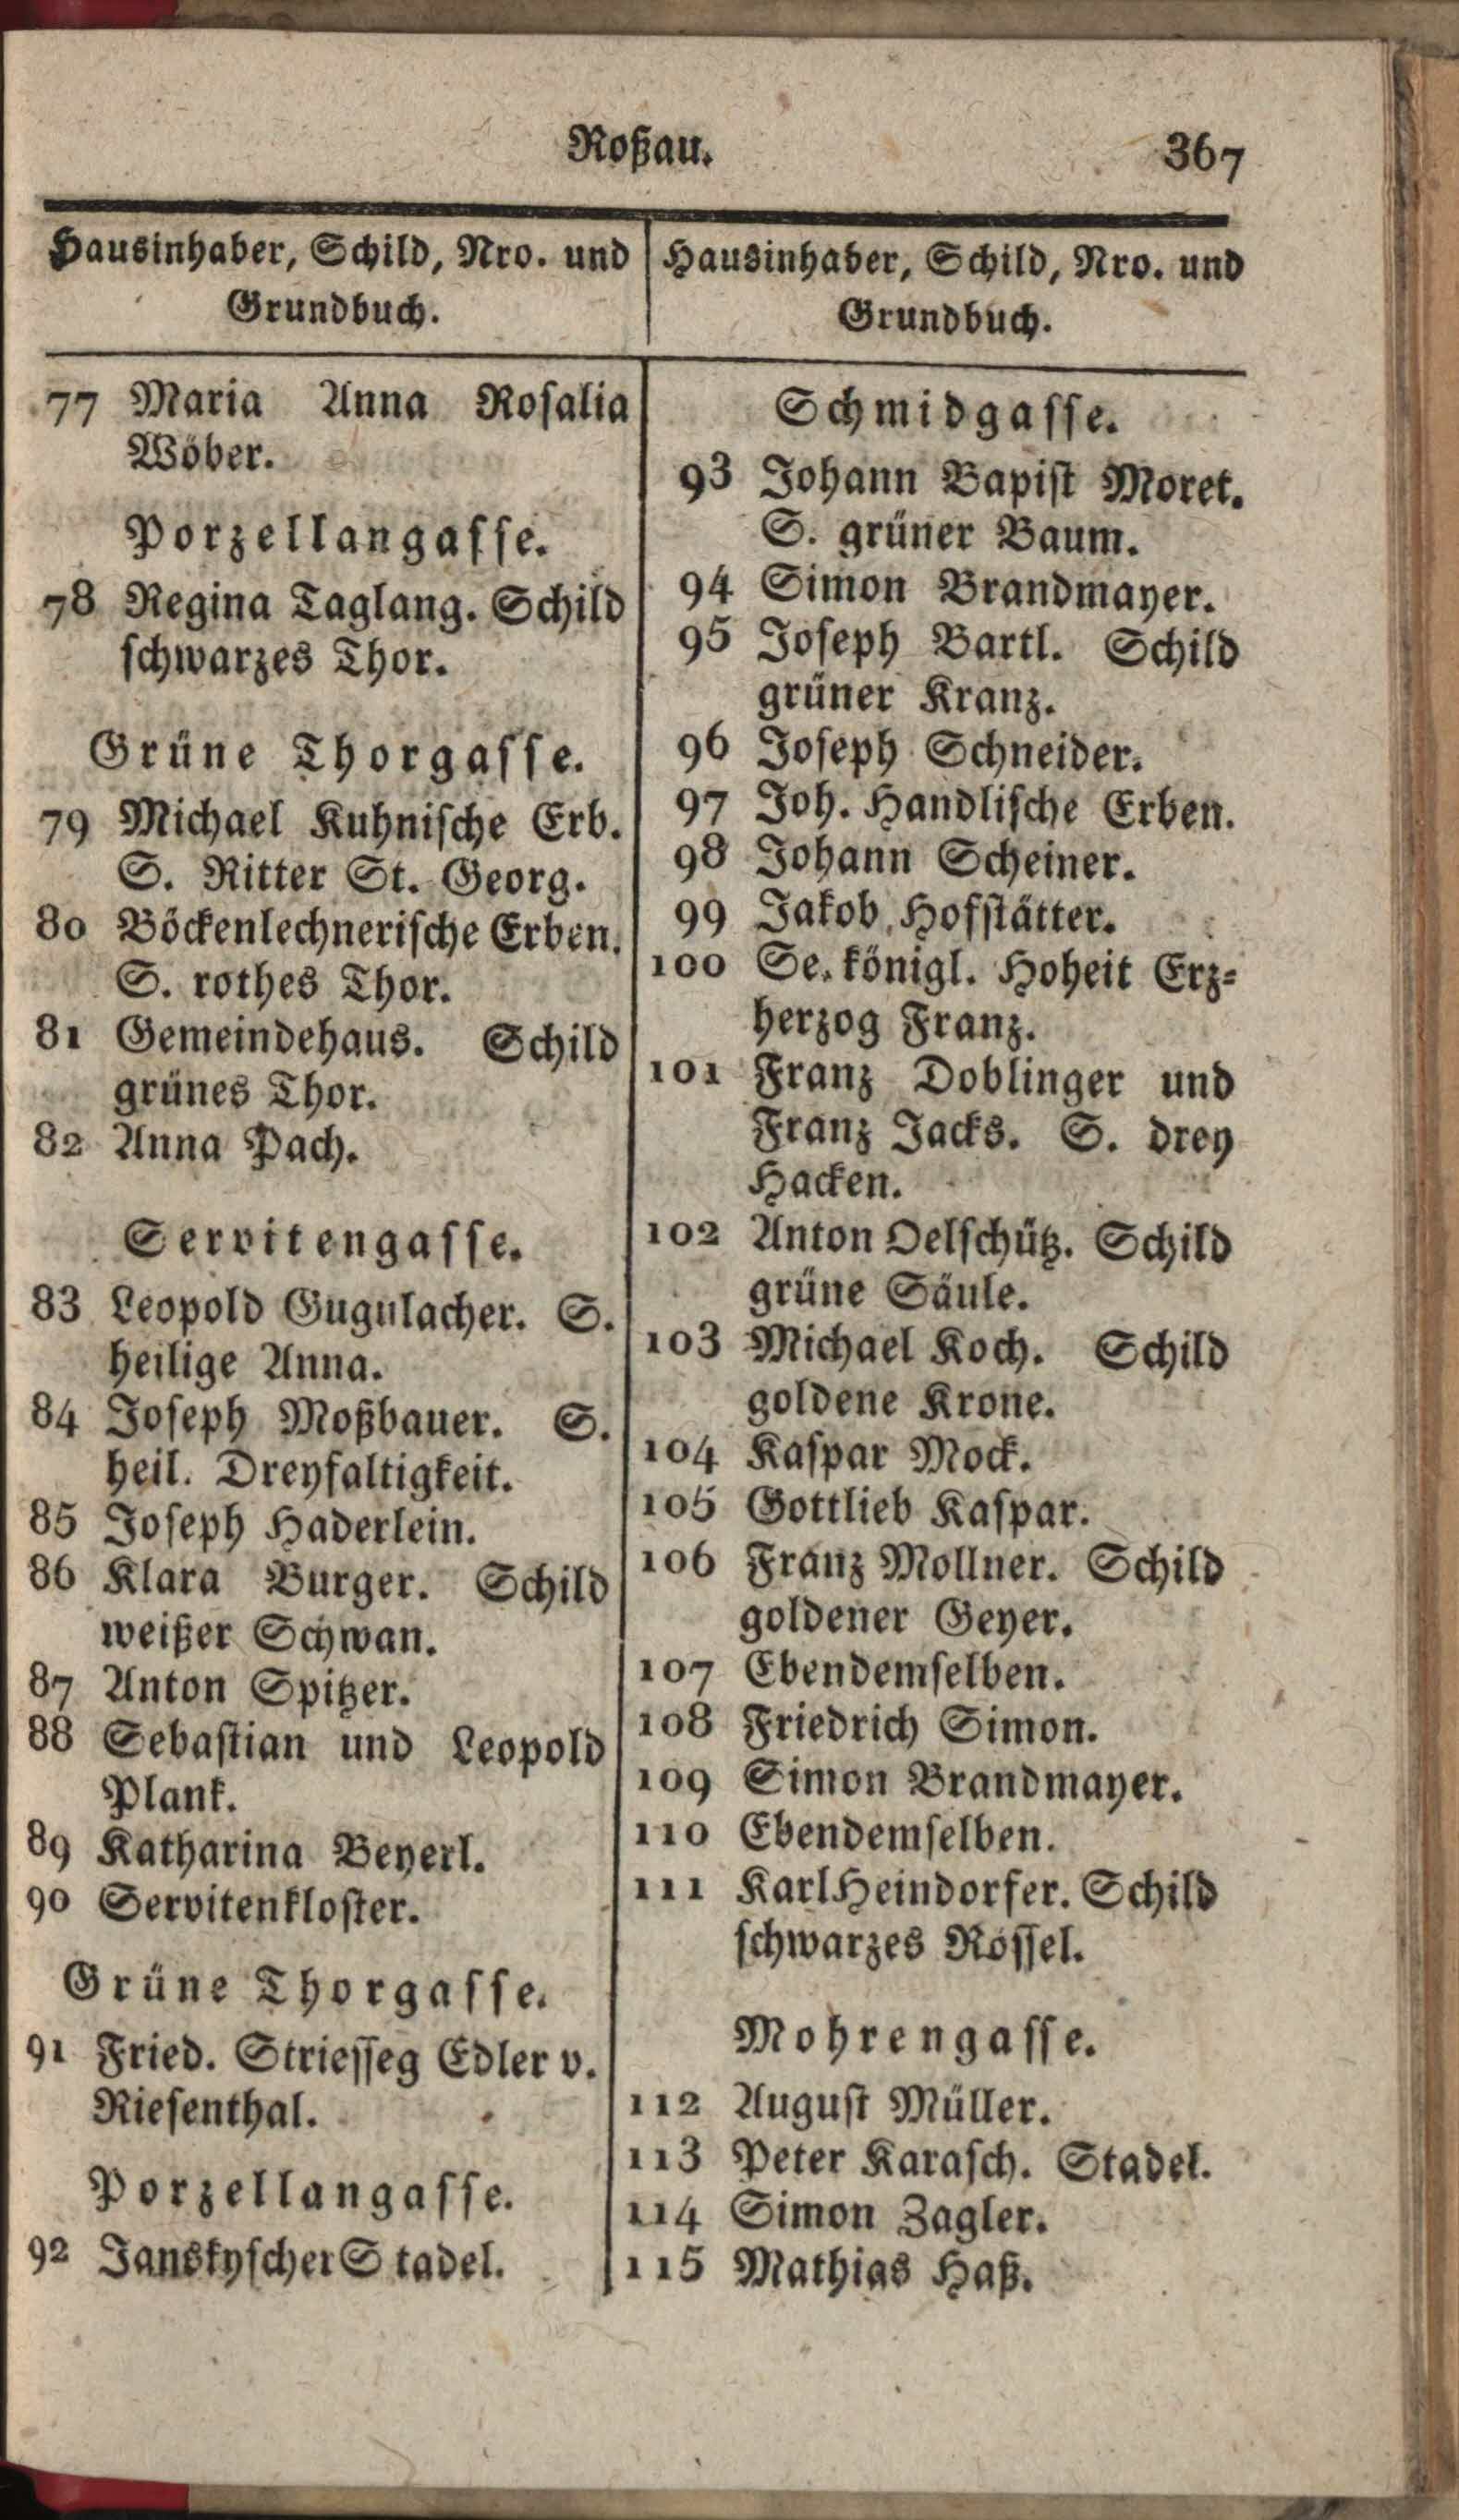 Roßau. 367
Hausinhaber, Schild, Nro. und
Grundbuch.
77 Maria Anna Rosalia
Wöber.
Porzellangasse.
78 Regina Taglang. Schild
schwarzes Thor.
Grüne Thorgasse.
79 Michael Kuhnische Erb.
S. Ritter St. Georg.
80 Böckenlechnerische Erben.
S. rothes Thor.
81 Gemeindehaus. Schild
grünes Thor.
82 Anna Pach.
Servitengasse.
83 Leopold Gugulacher. S.
heilige Anna.
84 Joseph Moßbauer. S.
heil. Dreyfaltigkeit.
85 Joseph Haderlein.
86 Klara Burger. Schild
weißer Schwan.
87 Anton Spitzer.
88 Sebastian und Leopold
Plank.
89 Katharina Beyerl.
90 Servitenkloster.
Grüne Thorgasse.
91 Fried. Striesseg Edler v.
Riesenthal.
Porzellangasse.
92 Janskyscher Stadel.
Hausinhaber, Schild, Nro. und
Grundbuch.
Schmidgasse.
93 Johann Bapist Moret.
S. grüner Baum.
94 Simon Brandmayer.
95 Joseph Bartl. Schild
grüner Kranz.
96 Joseph Schneider.
97 Joh. Handlische Erben.
98 Johann Scheiner.
99 Jakob Hofstätter.
100 Se. königl. Hoheit Erz-
herzog Franz.
101 Franz Doblinger und
Franz Jacks. S. drey
Hacken.
102 Anton Oelschütz. Schild
grüne Säule.
103 Michael Koch. Schild
goldene Krone.
104 Kaspar Mock.
105 Gottlieb Kaspar.
106 Franz Mollner. Schild
goldener Geyer.
107 Ebendemselben.
108 Friedrich Simon.
109 Simon Brandmayer.
110 Ebendemselben.
111 Karl Heindorfer. Schild
schwarzes Rössel.
Mohrengasse.
112 August Müller.
113 Peter Karasch. Stadel.
114 Simon Zagler.
115 Mathias Haß.